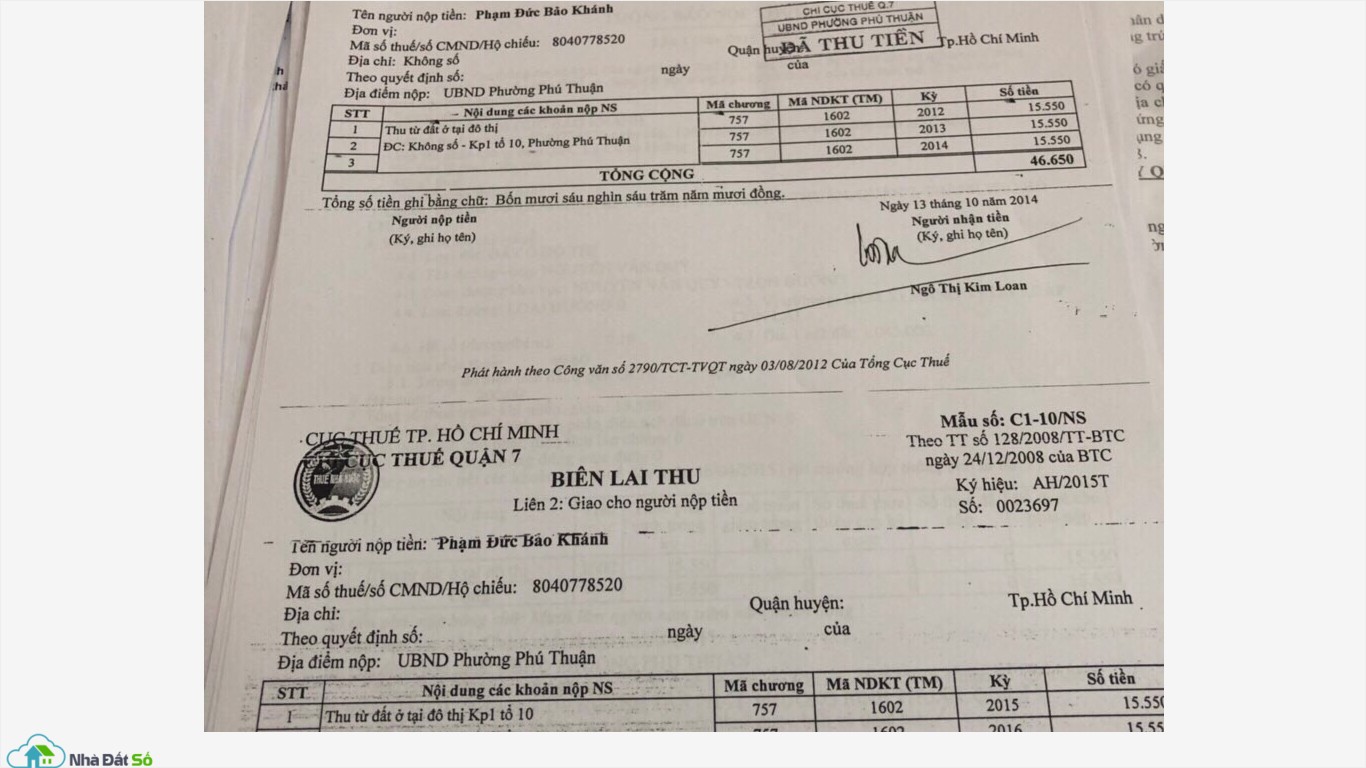 Tên người nộp tiền: Phạm Đức Bảo Khánh
CHI CỤC THUẾ Q.7
UBND PHƯỜNG PHÚ THUẬN
ĐÃ THU TIỀN
Đơn vị:
Mã số thuế/số CMND/Hộ chiếu: 8040778520
Quận huyện: Tp.Hồ Chí Minh
Địa chỉ: Không số
Theo quyết định số: ngày của
Địa điểm nộp: UBND Phường Phú Thuận
STT Nội dung các khoản nộp NS Mã chương Mã NDKT (TM) Kỳ Số tiền
1 Thu từ đất ở tại đô thị 757 1602 2012 15.550
2 ĐC: Không số - Kp1 tổ 10, Phường Phú Thuận 757 1602 2013 15.550
3 757 1602 2014 15.550
TỔNG CỘNG 46.650
Tổng số tiền ghi bằng chữ: Bốn mươi sáu nghìn sáu trăm năm mươi đồng.
Ngày 13 tháng 10 năm 2014
Người nộp tiền Người nhận tiền
(Ký, ghi họ tên) (Ký, ghi họ tên)
Loan
Ngô Thị Kim Loan
Phát hành theo Công văn số 2790/TCT-TVQT ngày 03/08/2012 Của Tổng Cục Thuế
CỤC THUẾ TP. HỒ CHÍ MINH
CỤC THUẾ QUẬN 7
THUẾ NHÀ NƯỚC
Mẫu số: C1-10/NS
Theo TT số 128/2008/TT-BTC
ngày 24/12/2008 của BTC
BIÊN LAI THU
Liên 2: Giao cho người nộp tiền
Ký hiệu: AH/2015T
Số: 0023697
Tên người nộp tiền: Phạm Đức Bảo Khánh
Đơn vị:
Mã số thuế/số CMND/Hộ chiếu: 8040778520
Địa chỉ: Quận huyện: Tp.Hồ Chí Minh
Theo quyết định số: ngày của
Địa điểm nộp: UBND Phường Phú Thuận
STT Nội dung các khoản nộp NS Mã chương Mã NDKT (TM) Kỳ Số tiền
1 Thu từ đất ở tại đô thị Kp1 tổ 10 757 1602 2015 15.550
757 1602 2016 15.55
Nhà Đất Số